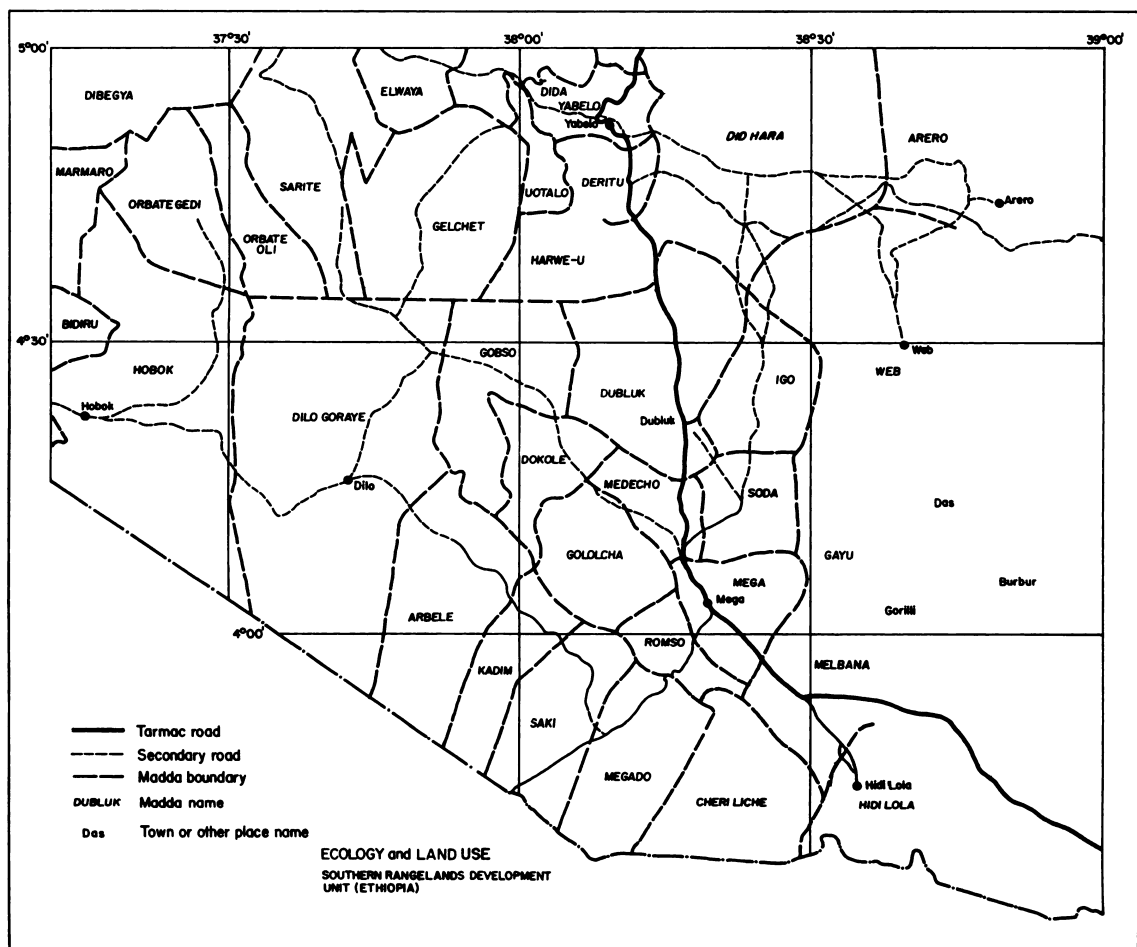 37°30'
38°00'
38°30'
39°00'
5°00'
DIBEGYA
ELWAYA
DIDA
YABELO
Yabelo
DID HARA
ARERO
MARMARO
ORBATE GEDI
SARITE
UOTALO
DERITU
Arero
ORBATE
OLI
GELCHET
HARWE-U
BIDIRU
4°30'
HOBOK
GOBSO
Web
WEB
IGO
DUBLUK
Hobok
DILO GORAYE
Dubluk
DOKOLE
MEDECHO
Dilo
SODA
Das
GOLOLCHA
GAYU
MEGA
Burbur
Mega
Gorilli
ARBELE
4°00'
ROMSO
KADIM
MELBANA
SAKI
MEGADO
CHERI LICHE
Hidi Lola
HIDI LOLA
Tarmac road
Secondary road
Madda boundary
DUBLUK Madda name
Das Town or other place name
ECOLOGY and LAND USE
SOUTHERN RANGELANDS DEVELOPMENT
UNIT (ETHIOPIA)